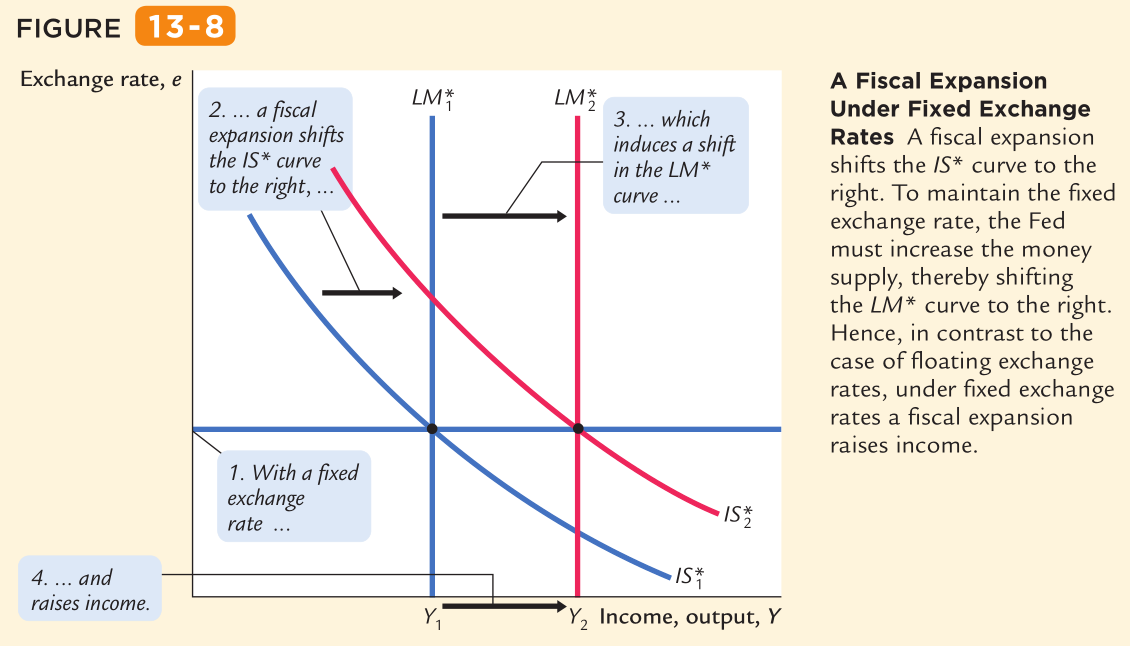 FIGURE 13-8
Exchange rate, e
2. ... a fiscal
expansion shifts
the IS* curve
to the right, ...
LM*1
LM*2
3. ... which
induces a shift
in the LM*
curve ...
1. With a fixed
exchange
rate ...
IS*2
IS*1
4. ... and
raises income.
Y1
Y2
Income, output, Y
A Fiscal Expansion
Under Fixed Exchange
Rates A fiscal expansion
shifts the IS* curve to the
right. To maintain the fixed
exchange rate, the Fed
must increase the money
supply, thereby shifting
the LM* curve to the right.
Hence, in contrast to the
case of floating exchange
rates, under fixed exchange
rates a fiscal expansion
raises income.